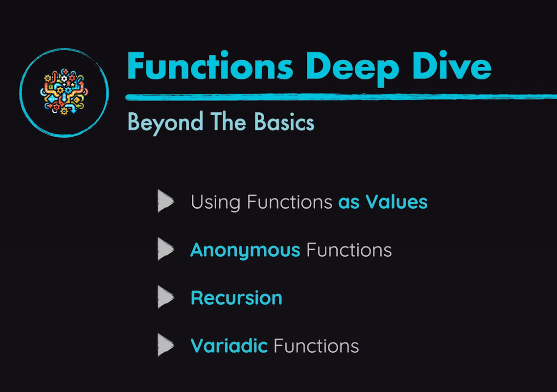 Functions Deep Dive
Beyond The Basics
Using Functions as Values
Anonymous Functions
Recursion
Variadic Functions